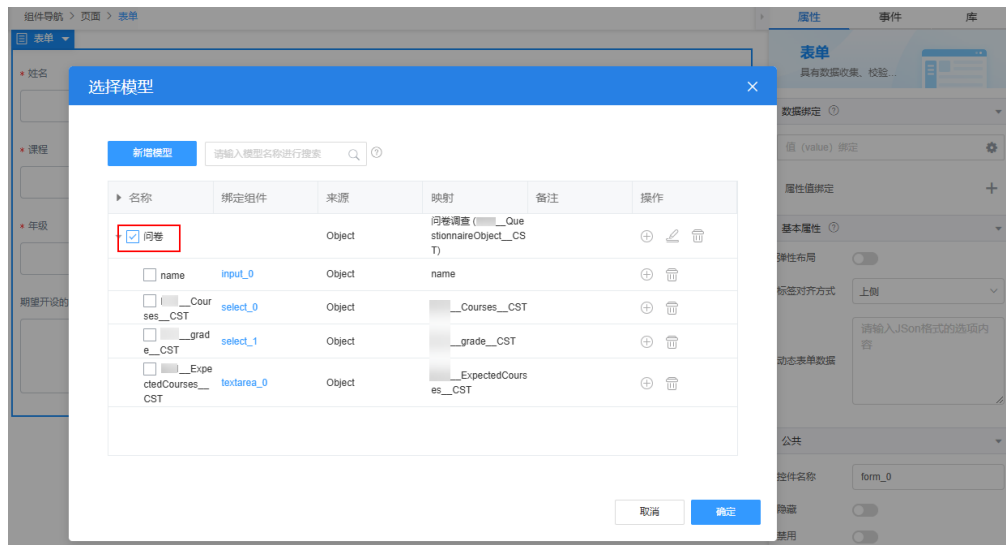 组件导航 > 页面 > 表单
属性 事件 库
表单
表单
具有数据收集、校验...
* 姓名
选择模型
数据绑定
新增模型
请输入模型名称进行搜索
值（value）绑定
* 课程
属性值绑定
名称 绑定组件 来源 映射 备注 操作
* 年级
基本属性
问卷 Object 问卷调查 (__Que
stionnaireObject__CS
T)
弹性布局
name input_0 Object name
标签对齐方式 上侧
期望开设的
__Cour
ses__CST
select_0 Object __Courses__CST
请输入JSon格式的选项内
容
__grad
e__CST
select_1 Object __grade__CST
动态表单数据
__Expe
ctedCourses__
CST
textarea_0 Object __ExpectedCours
es__CST
公共
控件名称 form_0
取消 确定
隐藏
禁用